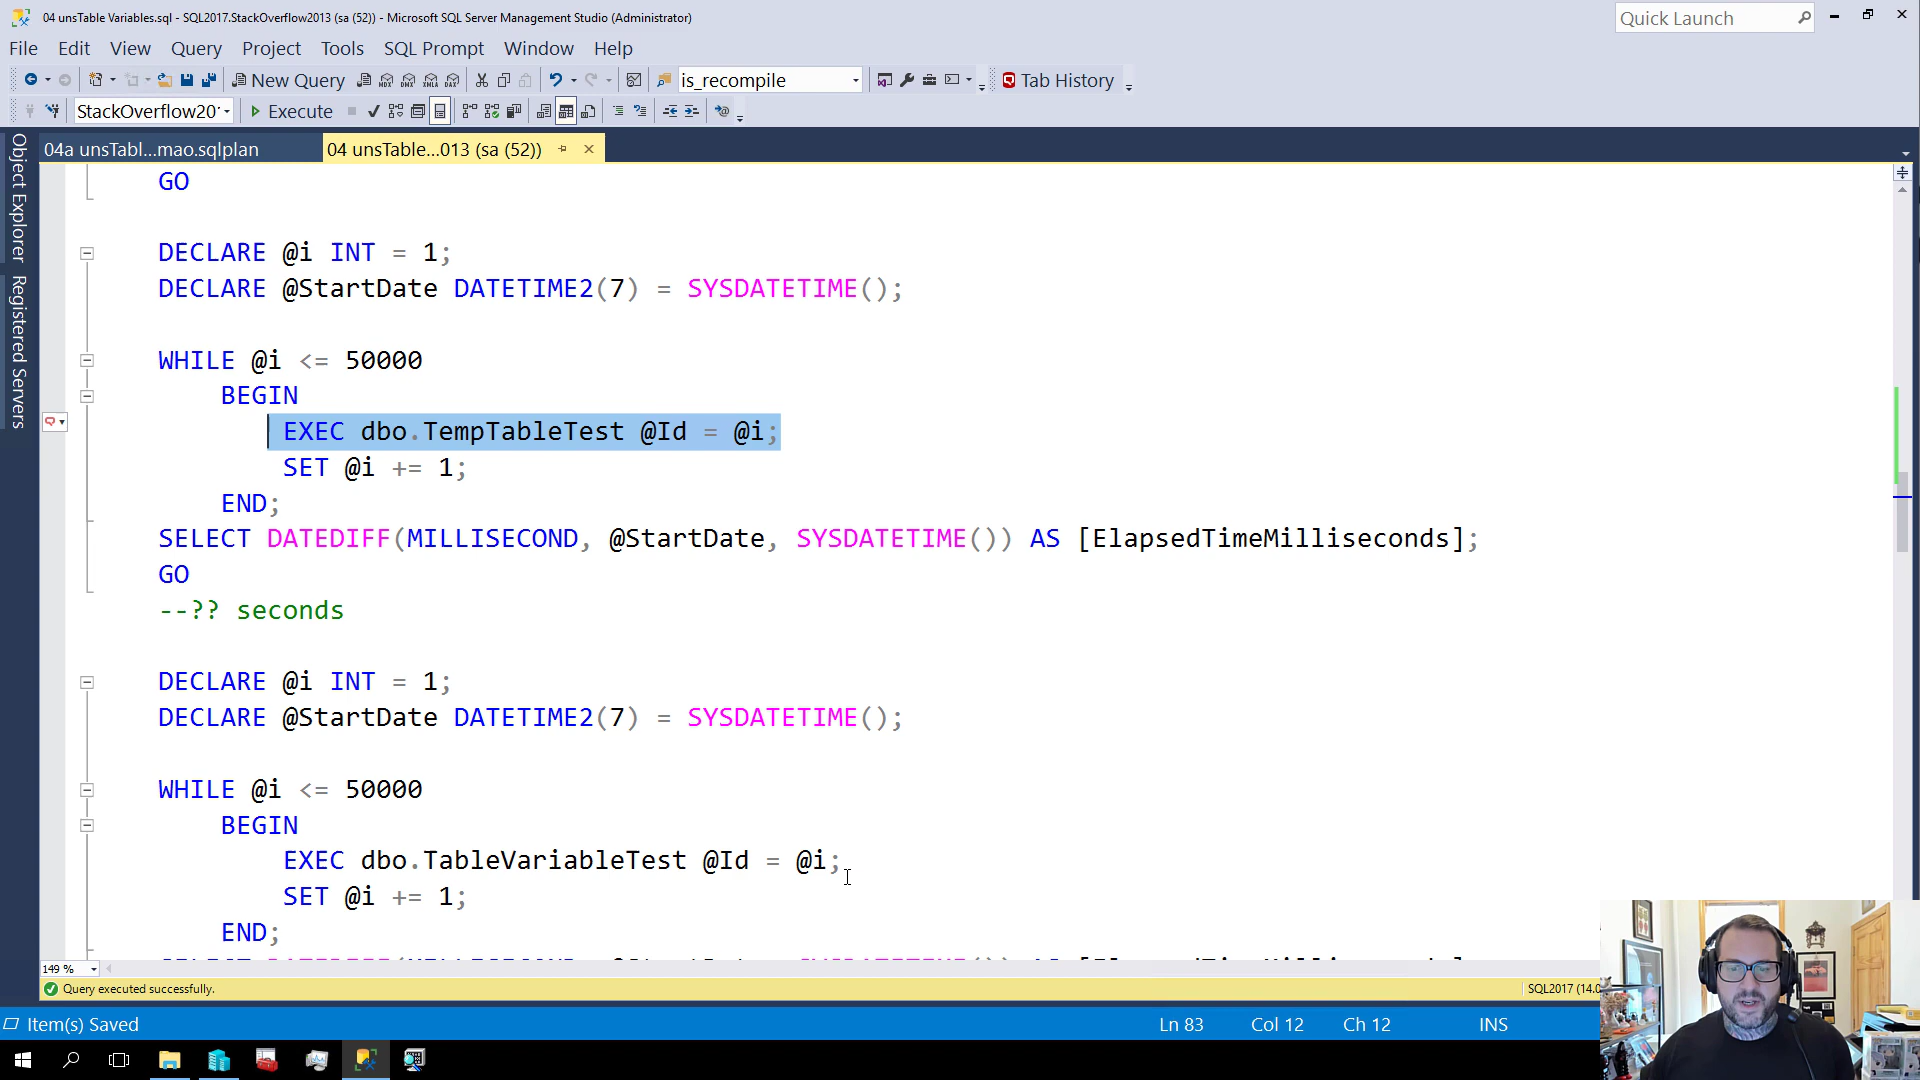 04 unsTable Variables.sql - SQL2017.StackOverflow2013 (sa (52)) - Microsoft SQL Server Management Studio (Administrator)
Quick Launch
File Edit View Query Project Tools SQL Prompt Window Help
New Query
is_recompile
Tab History
StackOverflow20
Execute
Object Explorer
Registered Servers
04a unsTabl...mao.sqlplan
04 unsTable...013 (sa (52))
GO
DECLARE @i INT = 1;
DECLARE @StartDate DATETIME2(7) = SYSDATETIME();
WHILE @i <= 50000
BEGIN
EXEC dbo.TempTableTest @Id = @i;
SET @i += 1;
END;
SELECT DATEDIFF(MILLISECOND, @StartDate, SYSDATETIME()) AS [ElapsedTimeMilliseconds];
GO
--?? seconds
DECLARE @i INT = 1;
DECLARE @StartDate DATETIME2(7) = SYSDATETIME();
WHILE @i <= 50000
BEGIN
EXEC dbo.TableVariableTest @Id = @i;
SET @i += 1;
END;
149 %
Query executed successfully.
SQL2017 (14.0
Item(s) Saved
Ln 83
Col 12
Ch 12
INS